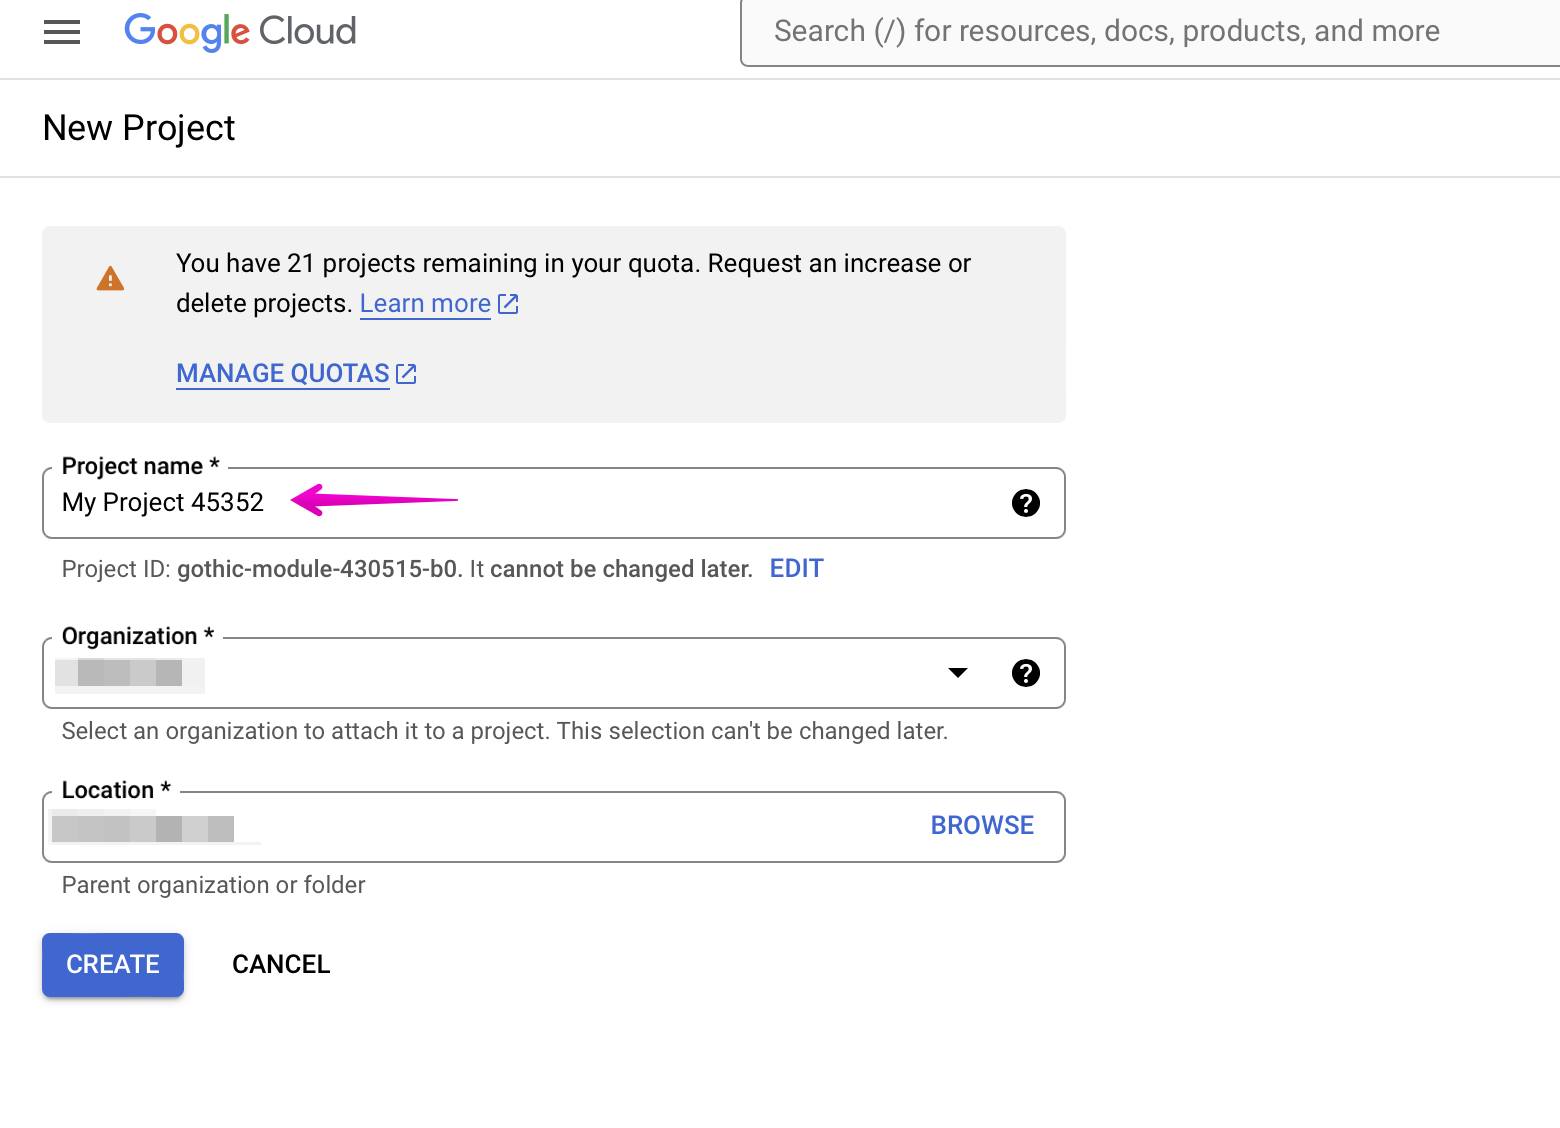 Google Cloud
Search (/) for resources, docs, products, and more
New Project
You have 21 projects remaining in your quota. Request an increase or
delete projects. Learn more
MANAGE QUOTAS
Project name *
My Project 45352
Project ID: gothic-module-430515-b0. It cannot be changed later. EDIT
Organization *
Select an organization to attach it to a project. This selection can't be changed later.
Location *
BROWSE
Parent organization or folder
CREATE
CANCEL